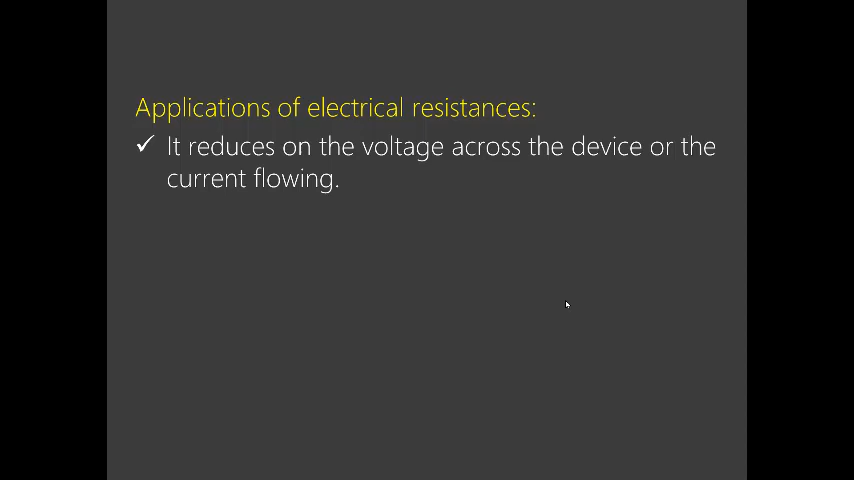 Applications of electrical resistances:
✓ It reduces on the voltage across the device or the
current flowing.